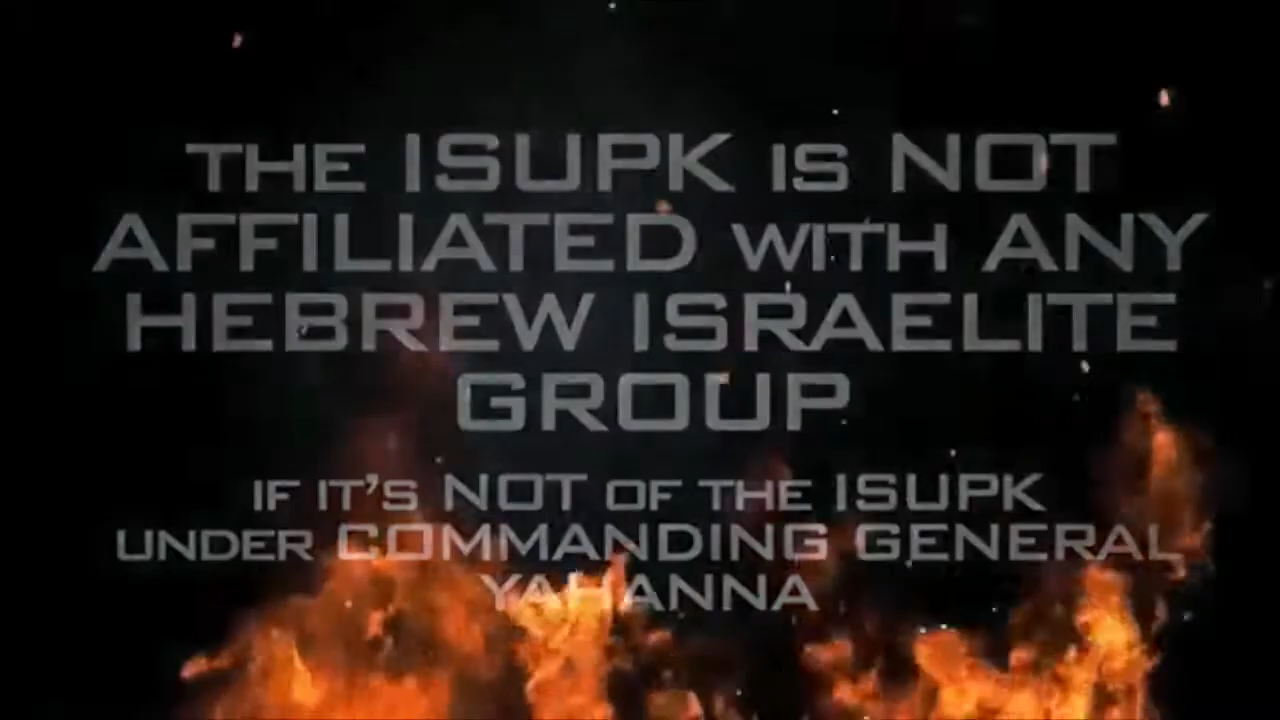 THE ISUPK IS NOT
AFFILIATED WITH ANY
HEBREW ISRAELITE
GROUP
IF IT'S NOT OF THE ISUPK
UNDER COMMANDING GENERAL
YAHANNA